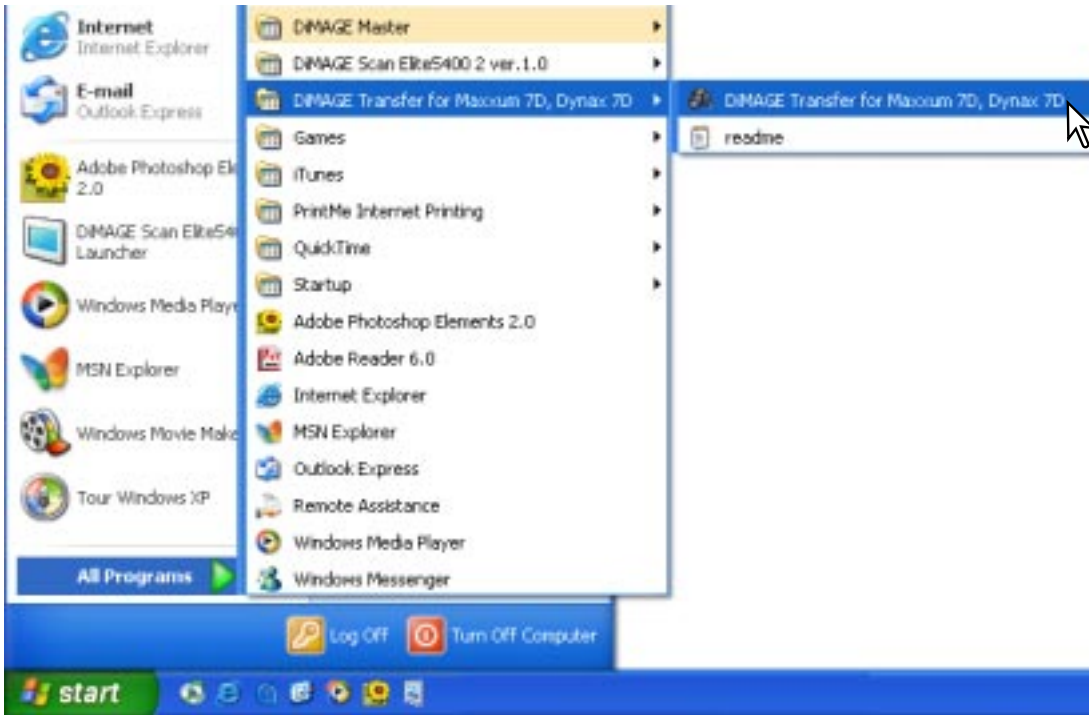 Internet
Internet Explorer
E-mail
Outlook Express
Adobe Photoshop Ele
2.0
DiMAGE Scan Elite54
Launcher
Windows Media Playe
MSN Explorer
Windows Movie Make
Tour Windows XP
All Programs
DiMAGE Master
DiMAGE Scan Elite5400 2 ver.1.0
DiMAGE Transfer for Maxxum 7D, Dynax 7D
Games
iTunes
PrintMe Internet Printing
QuickTime
Startup
Adobe Photoshop Elements 2.0
Adobe Reader 6.0
Internet Explorer
MSN Explorer
Outlook Express
Remote Assistance
Windows Media Player
Windows Messenger
DiMAGE Transfer for Maxxum 7D, Dynax 7D
readme
Log Off
Turn Off Computer
start